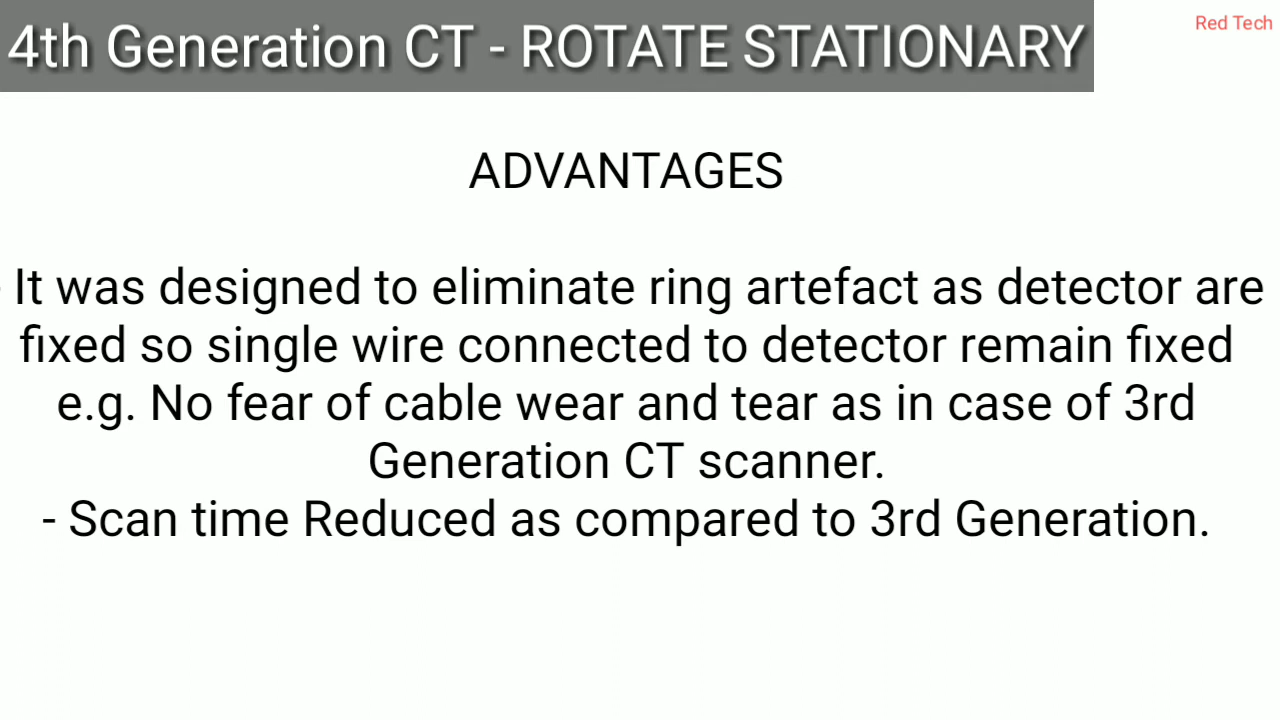 4th Generation CT - ROTATE STATIONARY
Red Tech
ADVANTAGES
- It was designed to eliminate ring artefact as detector are
fixed so single wire connected to detector remain fixed
e.g. No fear of cable wear and tear as in case of 3rd
Generation CT scanner.
- Scan time Reduced as compared to 3rd Generation.